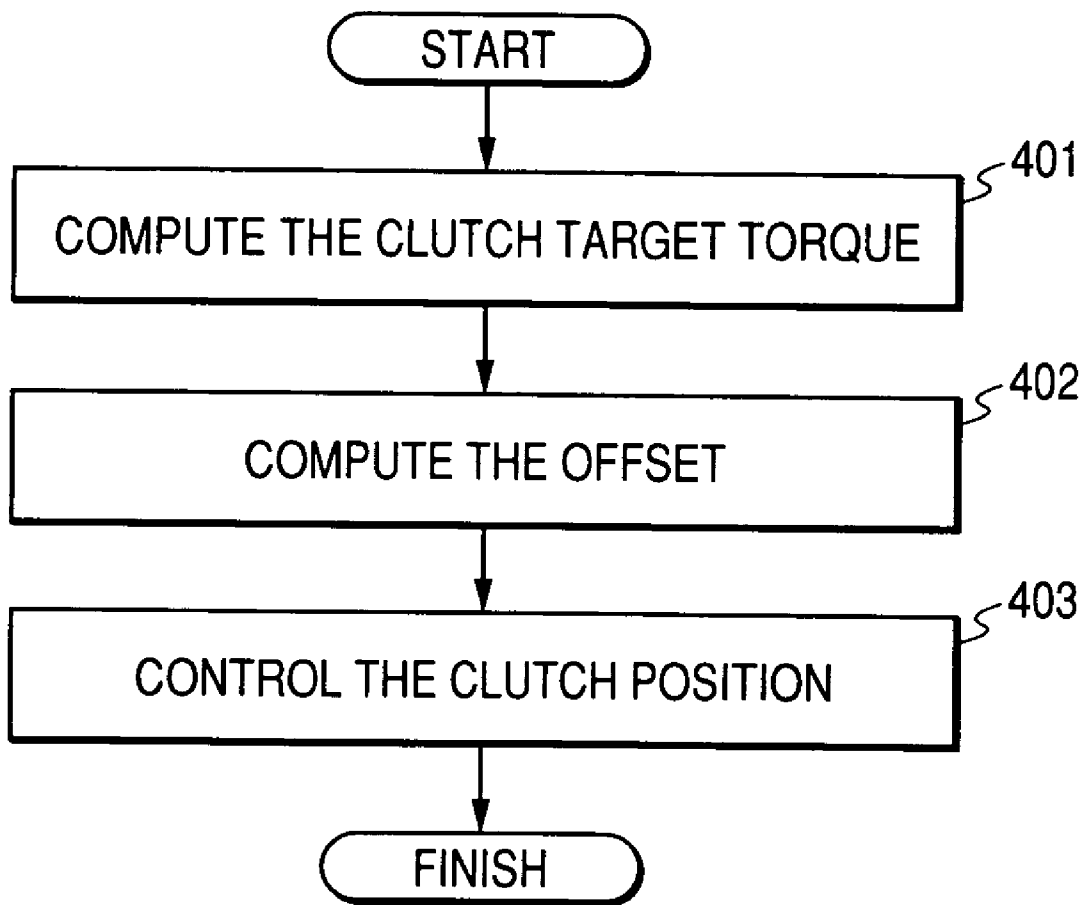 START
401
COMPUTE THE CLUTCH TARGET TORQUE
402
COMPUTE THE OFFSET
403
CONTROL THE CLUTCH POSITION
FINISH